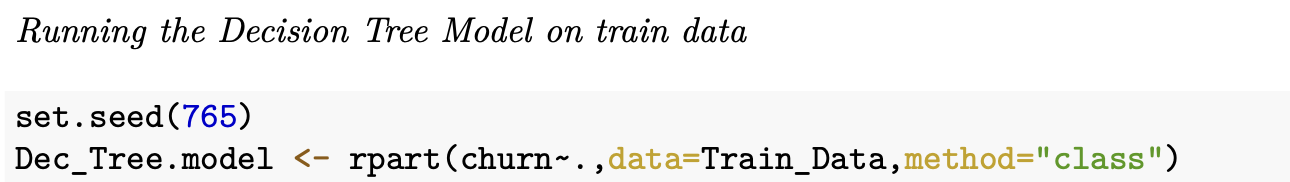 Running the Decision Tree Model on train data
set.seed(765)
Dec_Tree.model <- rpart(churn~.,data=Train_Data,method="class")